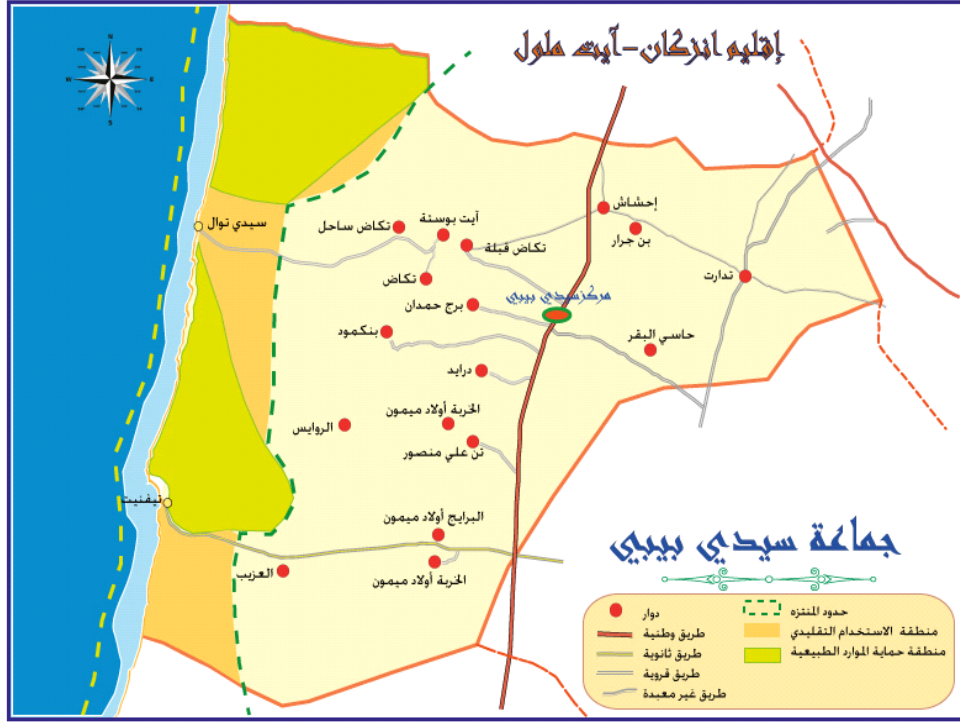 إقليم انزكان-آيت ملول
N
W
E
S
سيدي توال
تكاض ساحل
آيت بوسنة
تكاض قبلة
تكاض
إحشاش
بن جرار
تدارت
برج حمدان
مركز سيدي بيبي
بنكمود
حاسي البقر
درايد
الخربة أولاد ميمون
الروايس
تن علي منصور
تيفنيت
البرايج أولاد ميمون
العزيب
الخربة أولاد ميمون
جماعة سيدي بيبي
حدود المنتزه
منطقة الاستخدام التقليدي
منطقة حماية الموارد الطبيعية
دوار
طريق وطنية
طريق ثانوية
طريق قروية
طريق غير معبدة